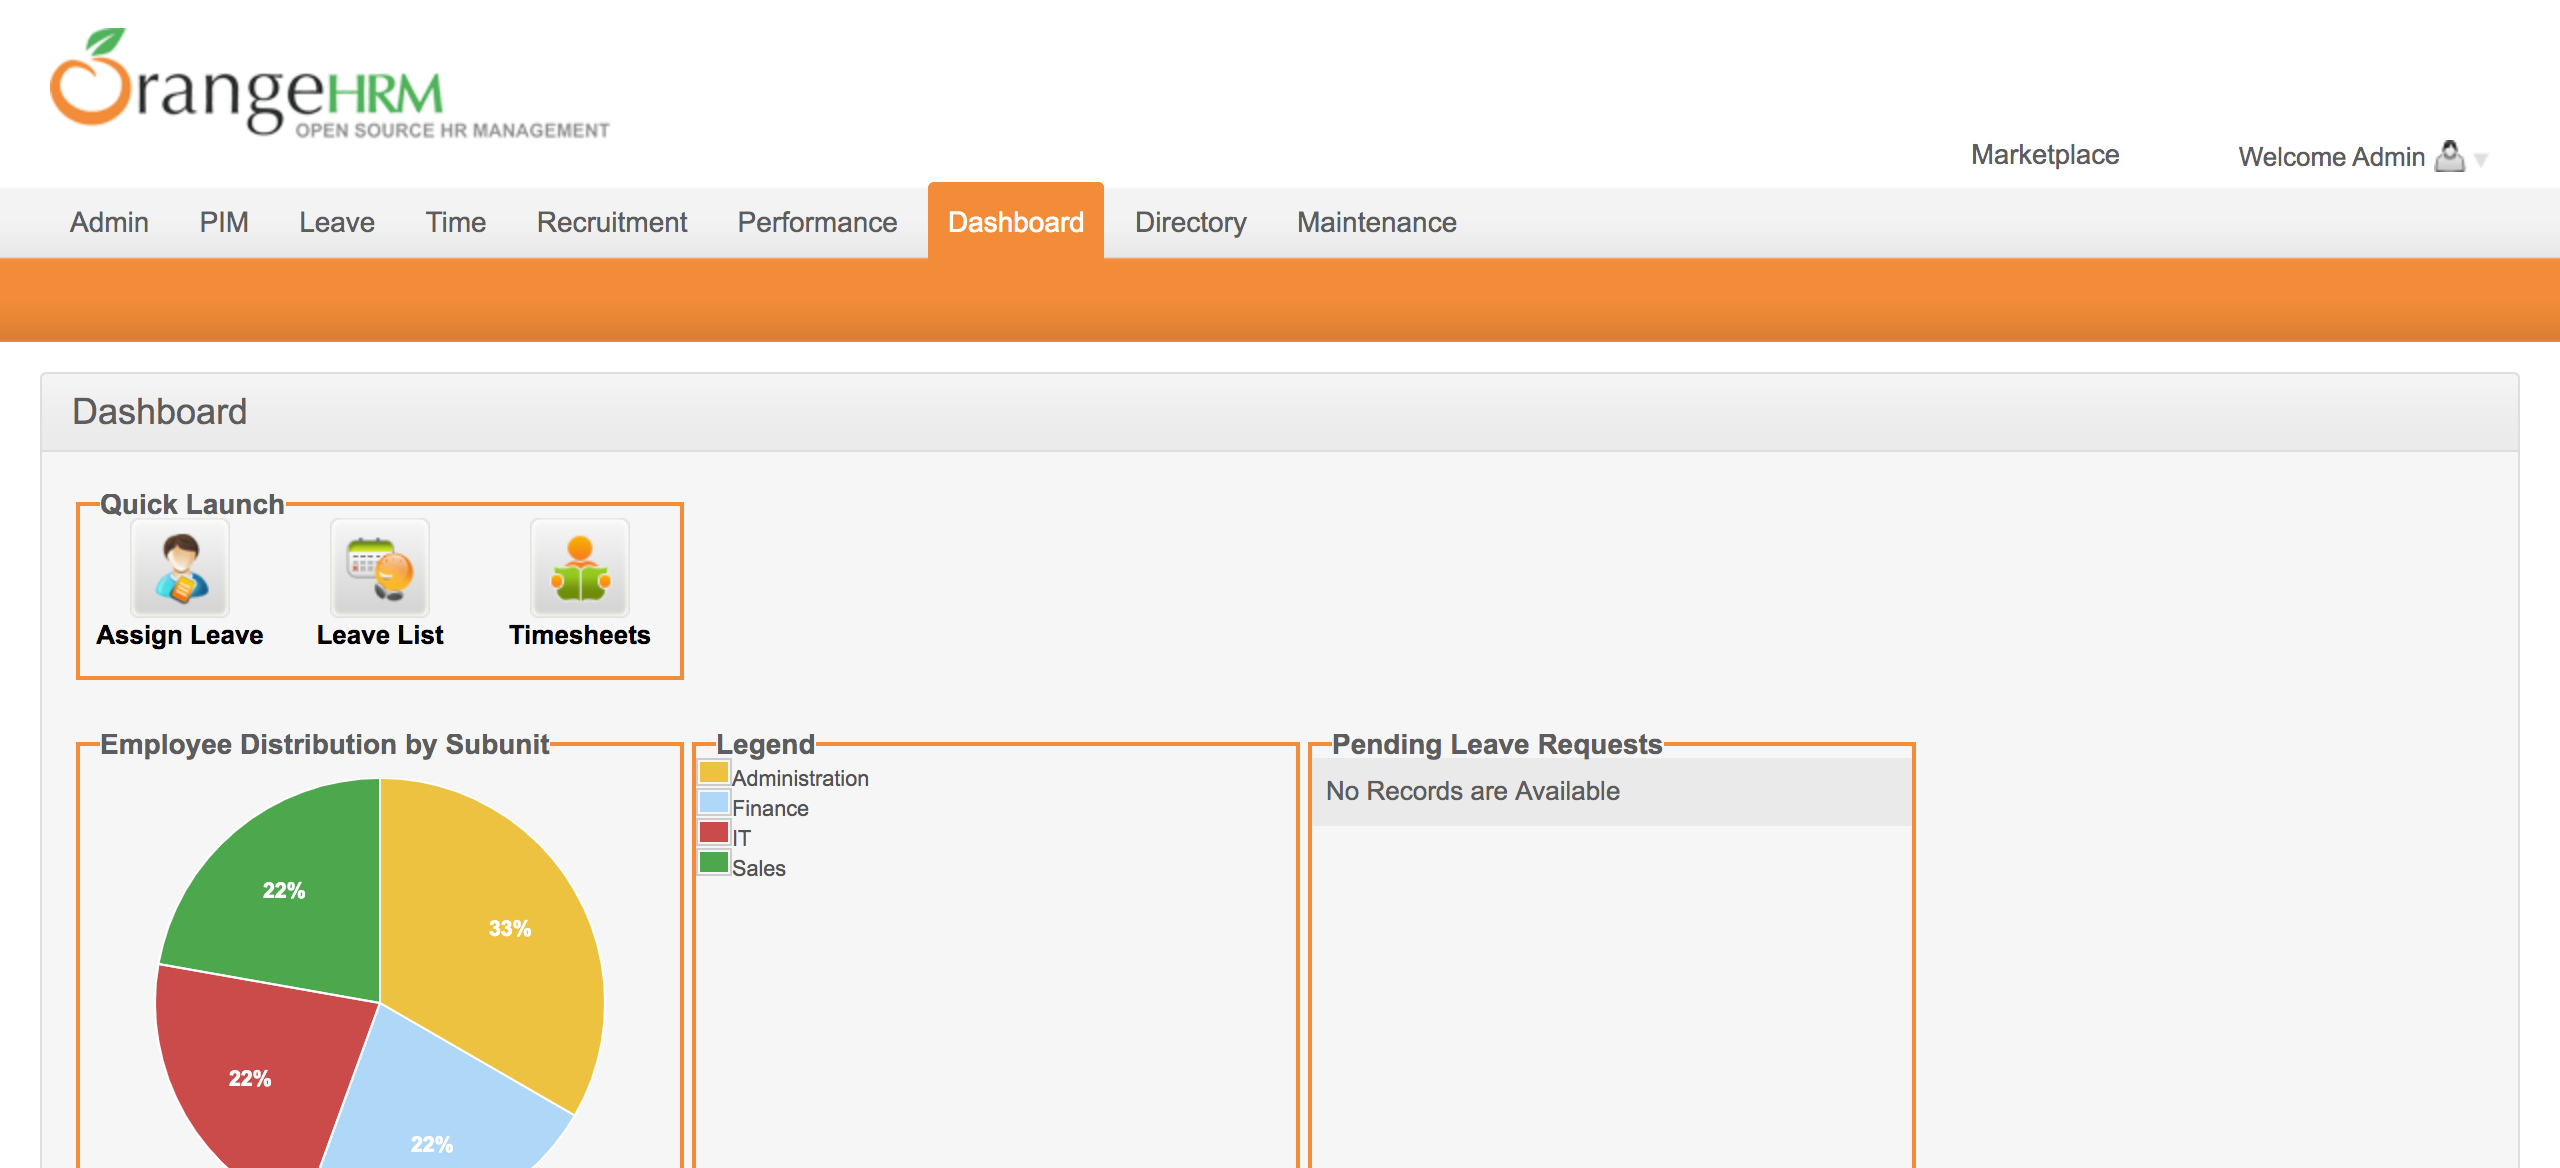 OrangeHRM
OPEN SOURCE HR MANAGEMENT
Marketplace
Welcome Admin
Admin PIM Leave Time Recruitment Performance Dashboard Directory Maintenance
Dashboard
Quick Launch
Assign Leave Leave List Timesheets
Employee Distribution by Subunit
22%
33%
22%
22%
Legend
Administration
Finance
IT
Sales
Pending Leave Requests
No Records are Available